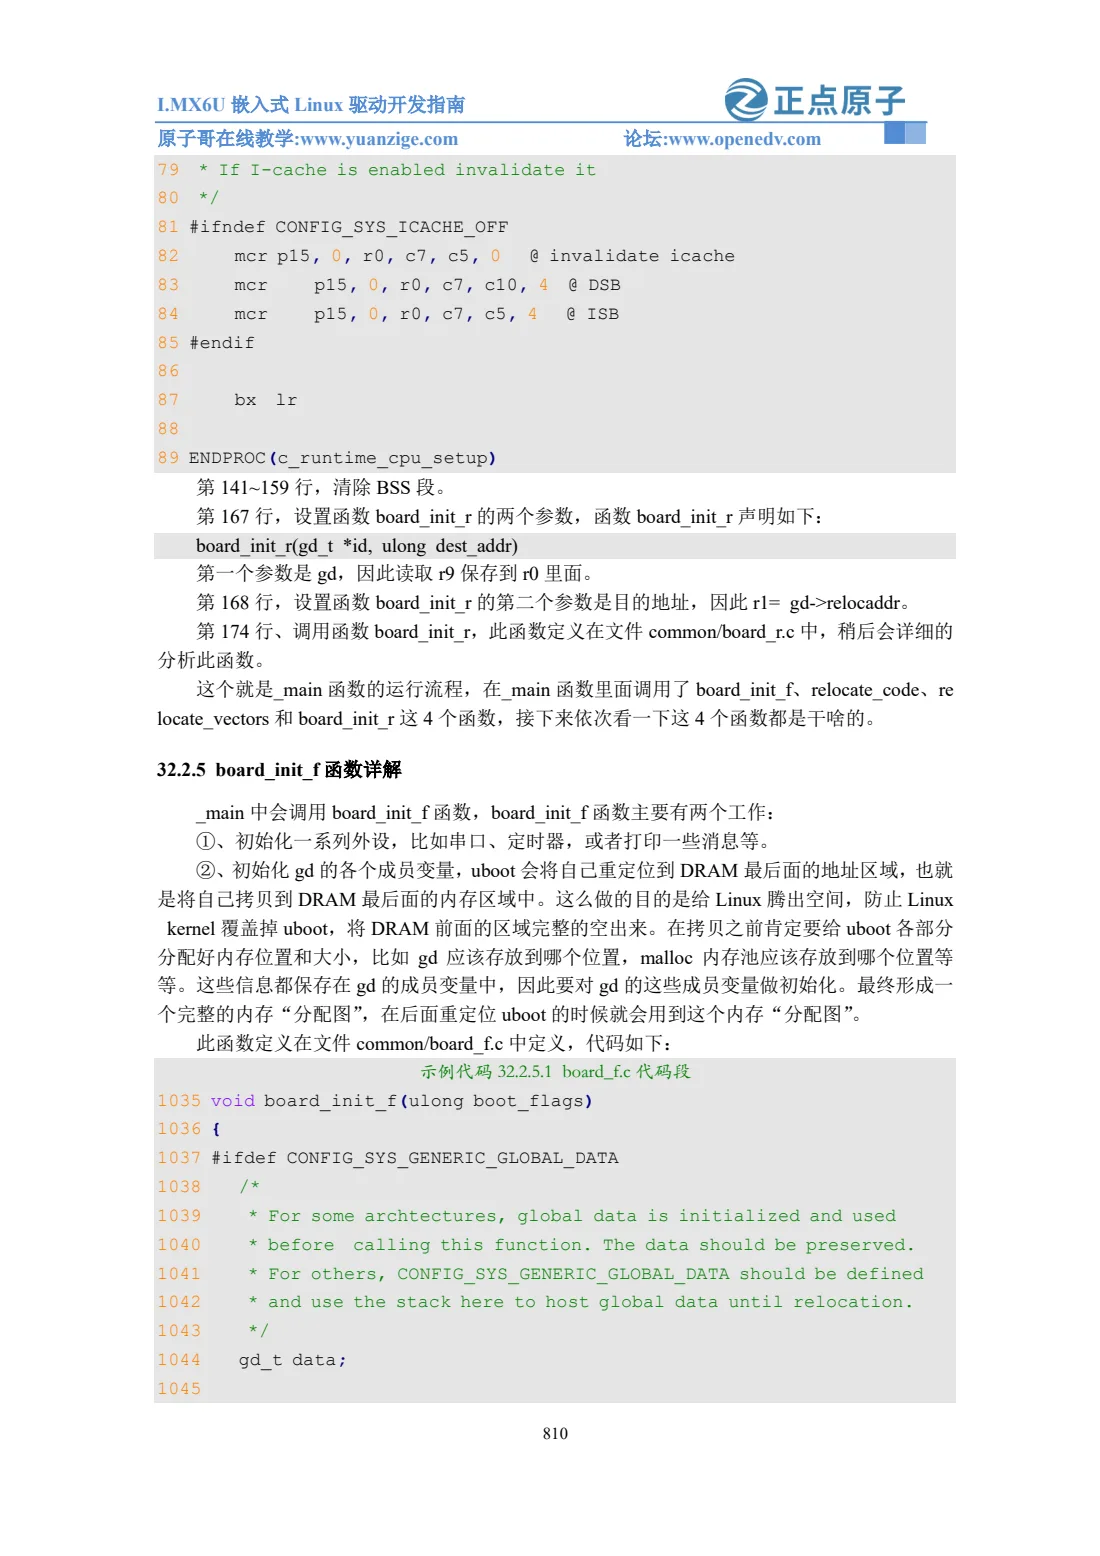 I.MX6U 嵌入式 Linux 驱动开发指南
正点原子
原子哥在线教学:www.yuanzige.com 论坛:www.openedv.com
79 * If I-cache is enabled invalidate it
80 */
81 #ifndef CONFIG_SYS_ICACHE_OFF
82 mcr p15, 0, r0, c7, c5, 0 @ invalidate icache
83 mcr p15, 0, r0, c7, c10, 4 @ DSB
84 mcr p15, 0, r0, c7, c5, 4 @ ISB
85 #endif
86
87 bx lr
88
89 ENDPROC(c_runtime_cpu_setup)
第 141~159 行，清除 BSS 段。
第 167 行，设置函数 board_init_r 的两个参数，函数 board_init_r 声明如下：
board_init_r(gd_t *id, ulong dest_addr)
第一个参数是 gd，因此读取 r9 保存到 r0 里面。
第 168 行，设置函数 board_init_r 的第二个参数是目的地址，因此 r1= gd->relocaddr。
第 174 行、调用函数 board_init_r，此函数定义在文件 common/board_r.c 中，稍后会详细的
分析此函数。
这个就是_main 函数的运行流程，在_main 函数里面调用了 board_init_f、relocate_code、re
locate_vectors 和 board_init_r 这 4 个函数，接下来依次看一下这 4 个函数都是干啥的。
32.2.5 board_init_f 函数详解
_main 中会调用 board_init_f 函数，board_init_f 函数主要有两个工作：
①、初始化一系列外设，比如串口、定时器，或者打印一些消息等。
②、初始化 gd 的各个成员变量，uboot 会将自己重定位到 DRAM 最后面的地址区域，也就
是将自己拷贝到 DRAM 最后面的内存区域中。这么做的目的是给 Linux 腾出空间，防止 Linux
kernel 覆盖掉 uboot，将 DRAM 前面的区域完整的空出来。在拷贝之前肯定要给 uboot 各部分
分配好内存位置和大小，比如 gd 应该存放到哪个位置，malloc 内存池应该存放到哪个位置等
等。这些信息都保存在 gd 的成员变量中，因此要对 gd 的这些成员变量做初始化。最终形成一
个完整的内存“分配图”，在后面重定位 uboot 的时候就会用到这个内存“分配图”。
此函数定义在文件 common/board_f.c 中定义，代码如下：
示例代码 32.2.5.1 board_f.c 代码段
1035 void board_init_f(ulong boot_flags)
1036 {
1037 #ifdef CONFIG_SYS_GENERIC_GLOBAL_DATA
1038 /*
1039 * For some archtectures, global data is initialized and used
1040 * before calling this function. The data should be preserved.
1041 * For others, CONFIG_SYS_GENERIC_GLOBAL_DATA should be defined
1042 * and use the stack here to host global data until relocation.
1043 */
1044 gd_t data;
1045
810